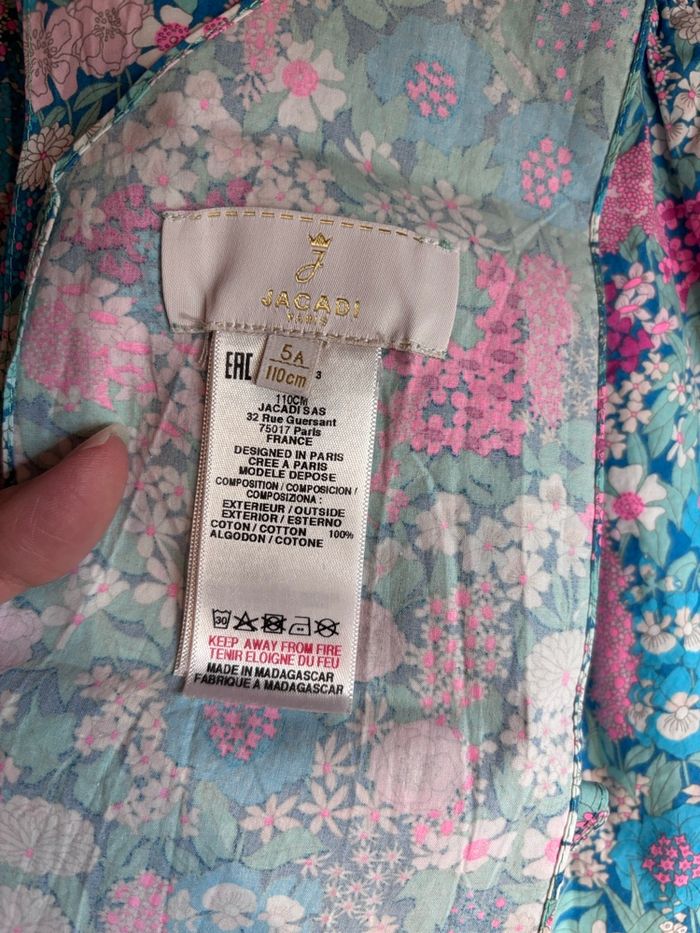 J
JACADI
PARIS
EAC
5A
110cm
3
110CM
JACADI SAS
32 Rue Guersant
75017 Paris
FRANCE
DESIGNED IN PARIS
CREE A PARIS
MODELE DEPOSE
COMPOSITION / COMPOSICION /
COMPOSIZIONA :
EXTERIEUR / OUTSIDE
EXTERIOR / ESTERNO
COTON / COTTON 100%
ALGODON / COTONE
30
KEEP AWAY FROM FIRE
TENIR ELOIGNE DU FEU
MADE IN MADAGASCAR
FABRIQUE A MADAGASCAR